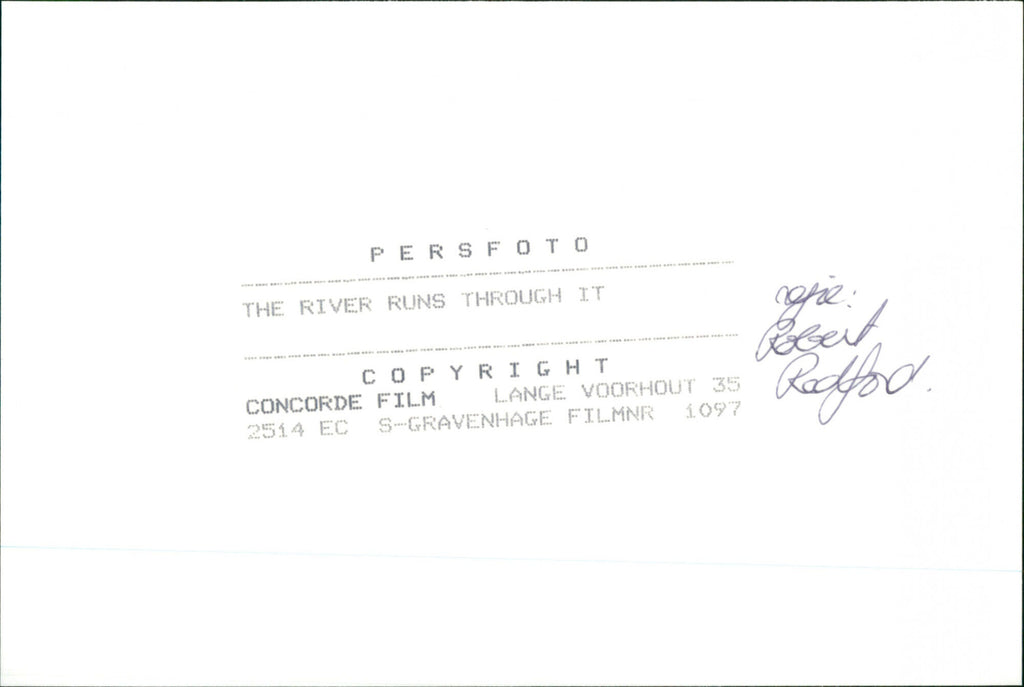 PERSFOTO
THE RIVER RUNS THROUGH IT
COPYRIGHT
CONCORDE FILM LANGE VOORHOUT 35
2514 EC S-GRAVENHAGE FILMNR 1097
regie:
Robert
Redford.